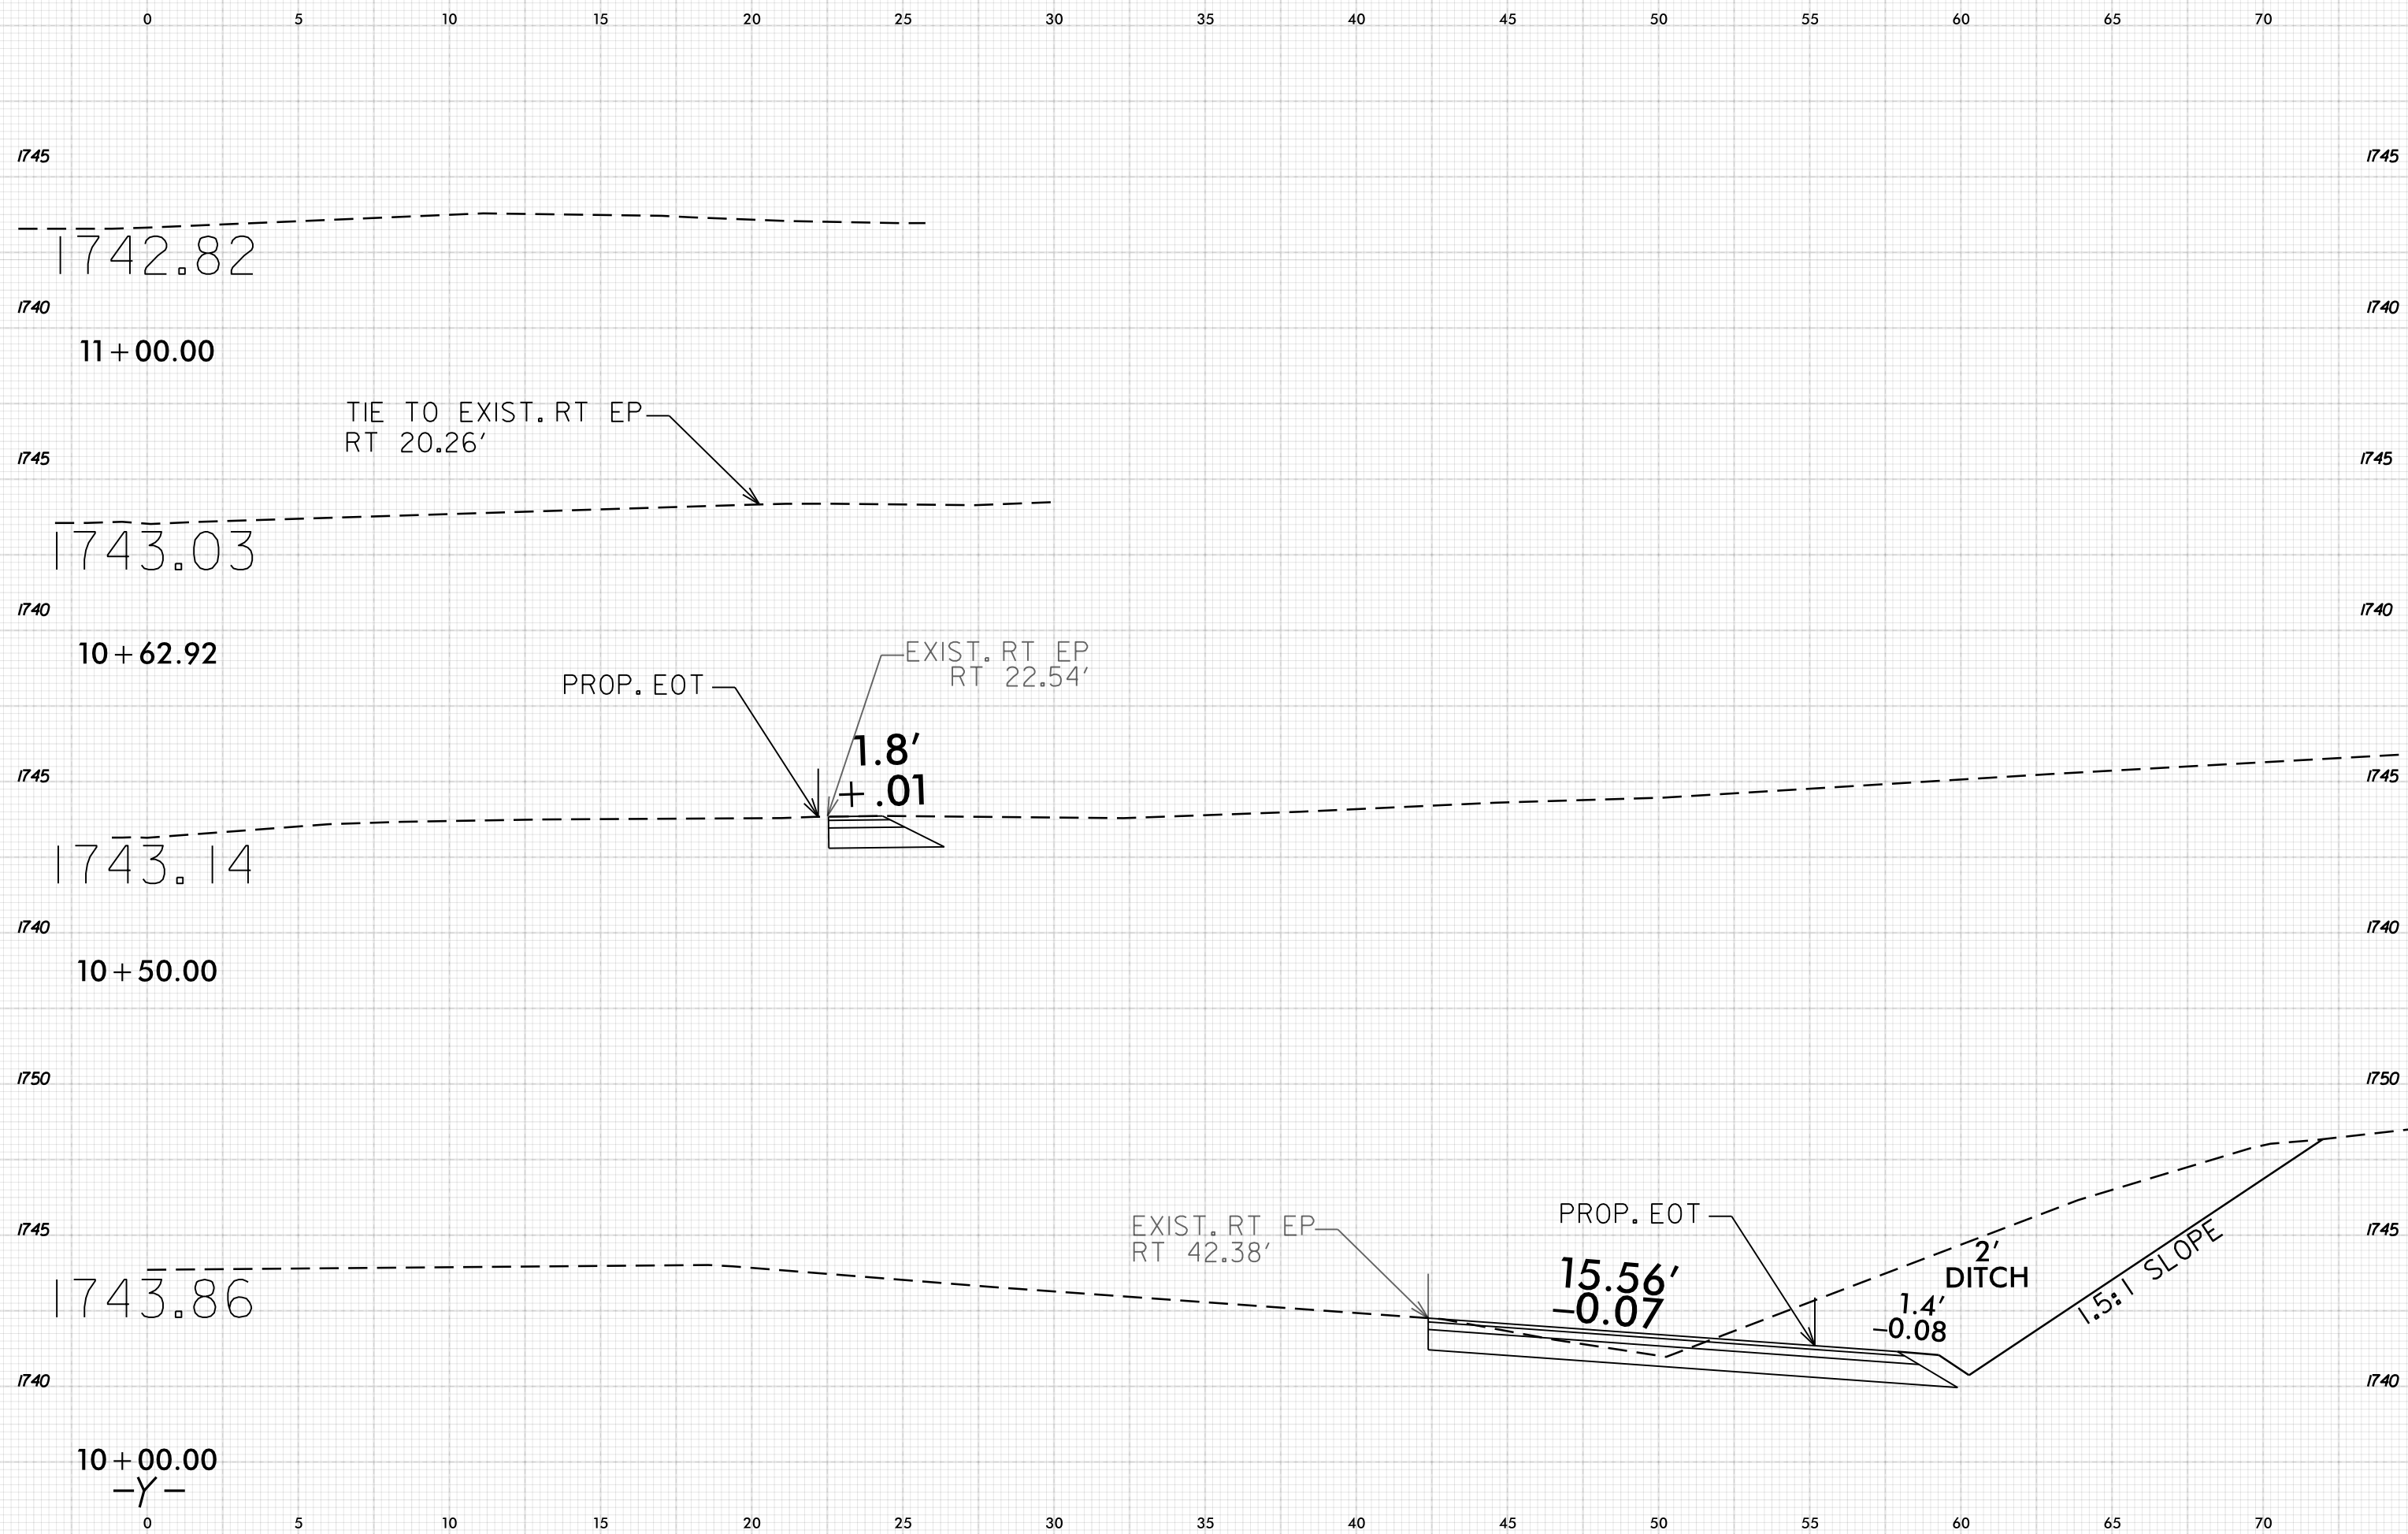 0 5 10 15 20 25 30 35 40 45 50 55 60 65 70
1745 1745
1742.82
1740 1740
11+00.00
TIE TO EXIST. RT EP
RT 20.26'
1745 1745
1743.03
1740 1740
10+62.92
EXIST. RT EP
RT 22.54'
PROP. EOT
1.8'
+.01
1745 1745
1743.14
1740 1740
10+50.00
1750 1750
EXIST. RT EP
RT 42.38'
PROP. EOT
1745 1745
15.56'
-0.07
2'
DITCH
1.4'
-0.08
1.5:1 SLOPE
1743.86
1740 1740
10+00.00
-Y-
0 5 10 15 20 25 30 35 40 45 50 55 60 65 70